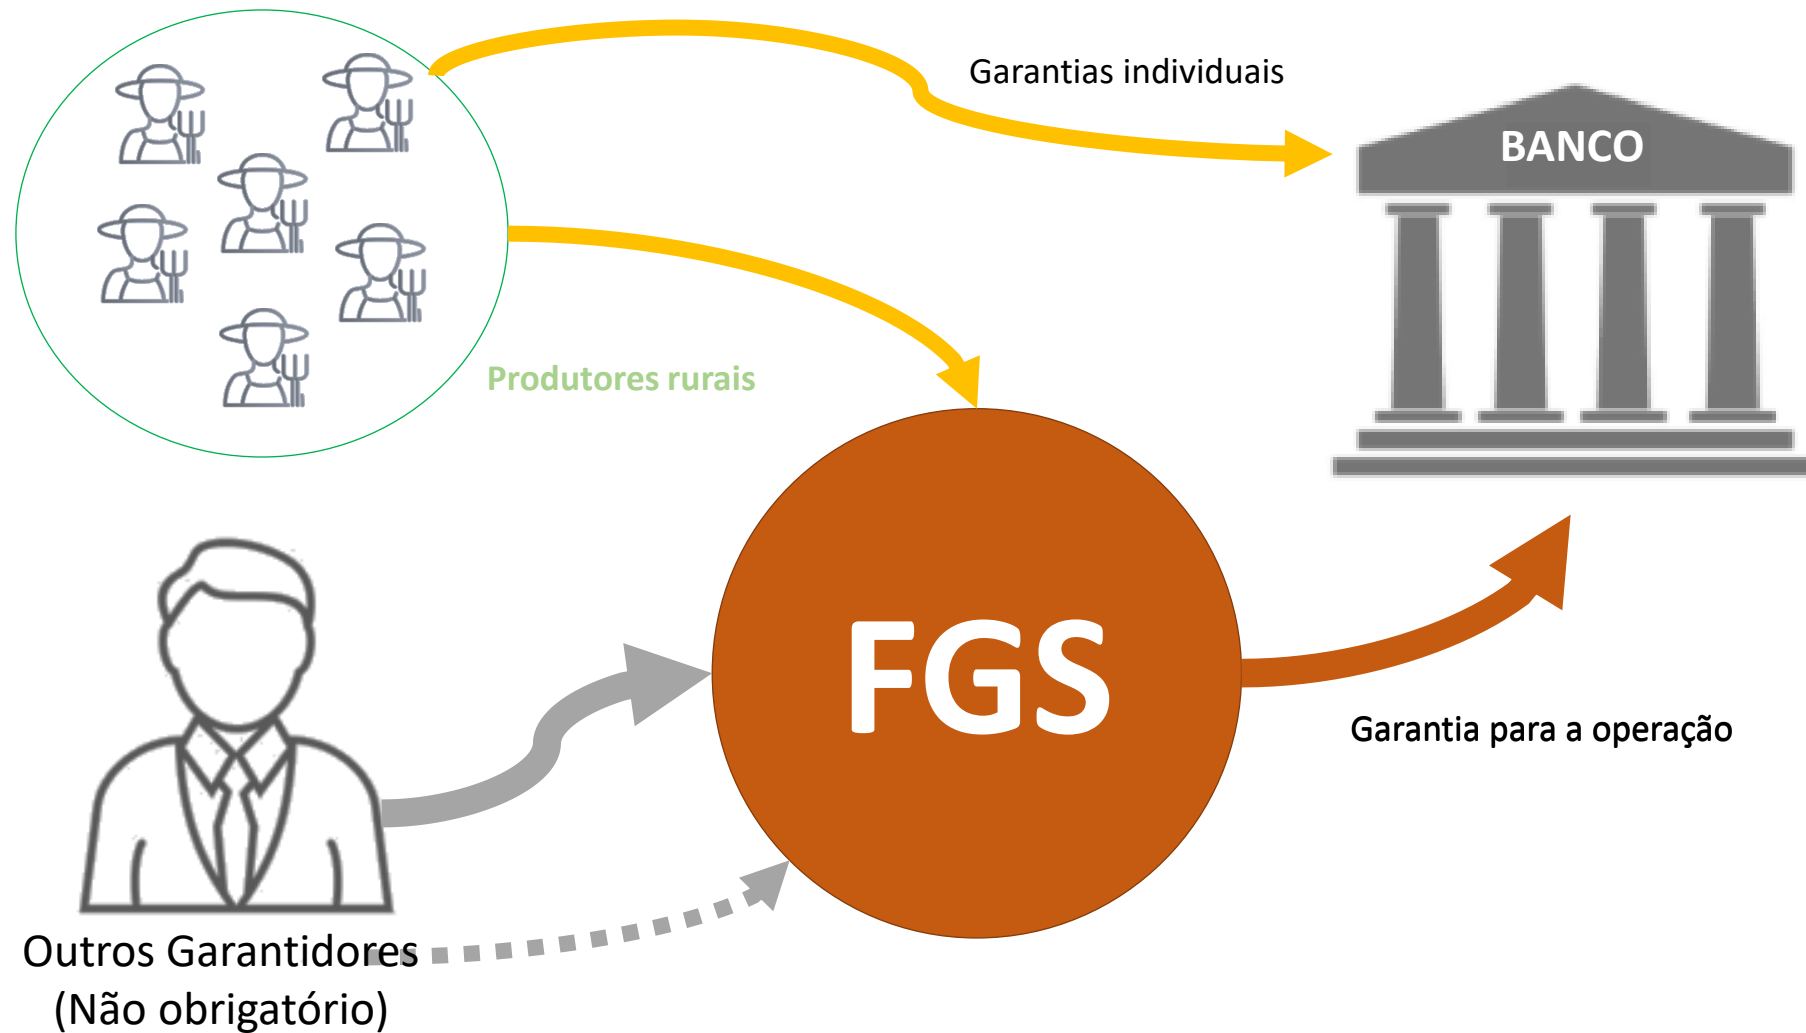 Garantias individuais
BANCO
Produtores rurais
FGS
Garantia para a operação
Outros Garantidores
(Não obrigatório)